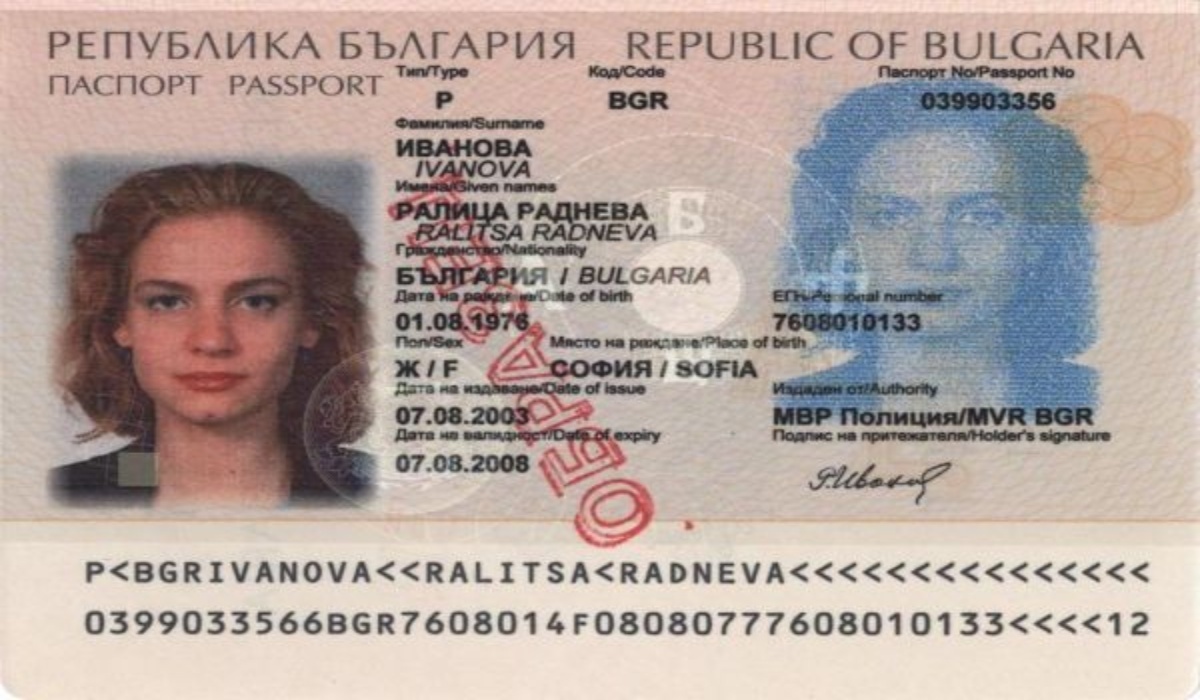 РЕПУБЛИКА БЪЛГАРИЯ REPUBLIC OF BULGARIA
ПАСПОРТ PASSPORT
Тип/Type Код/Code Паспорт No/Passport No
P BGR 039903356
Фамилия/Surname
ИВАНОВА
IVANOVA
Имена/Given names
РАЛИЦА РАДНЕВА
RALITSA RADNEVA
Гражданство/Nationality
БЪЛГАРИЯ / BULGARIA
Дата на раждане/Date of birth ЕГН/Personal number
01.08.1976 7608010133
Пол/Sex Място на раждане/Place of birth
Ж / F СОФИЯ / SOFIA
Дата на издаване/Date of issue Издаден от/Authority
07.08.2003 МВР Полиция/MVR BGR
Дата на валидност/Date of expiry Подпис на притежателя/Holder's signature
07.08.2008
ОБРАЗЕЦ
P<BGRIVANOVA<<RALITSA<RADNEVA<<<<<<<<<<<<<<<
0399033566BGR7608014F08080777608010133<<<<12